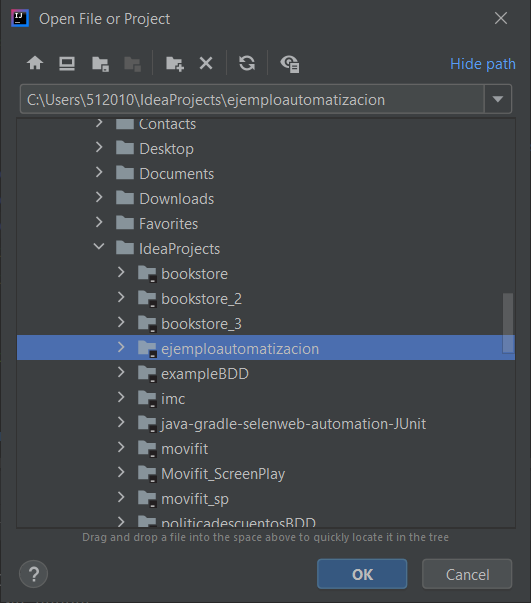 IJ Open File or Project
Hide path
C:\Users\512010\IdeaProjects\ejemploautomatizacion
Contacts
Desktop
Documents
Downloads
Favorites
IdeaProjects
bookstore
bookstore_2
bookstore_3
ejemploautomatizacion
exampleBDD
imc
java-gradle-selenweb-automation-JUnit
movifit
Movifit_ScreenPlay
movifit_sp
politicadescuentosBDD
Drag and drop a file into the space above to quickly locate it in the tree
? OK Cancel